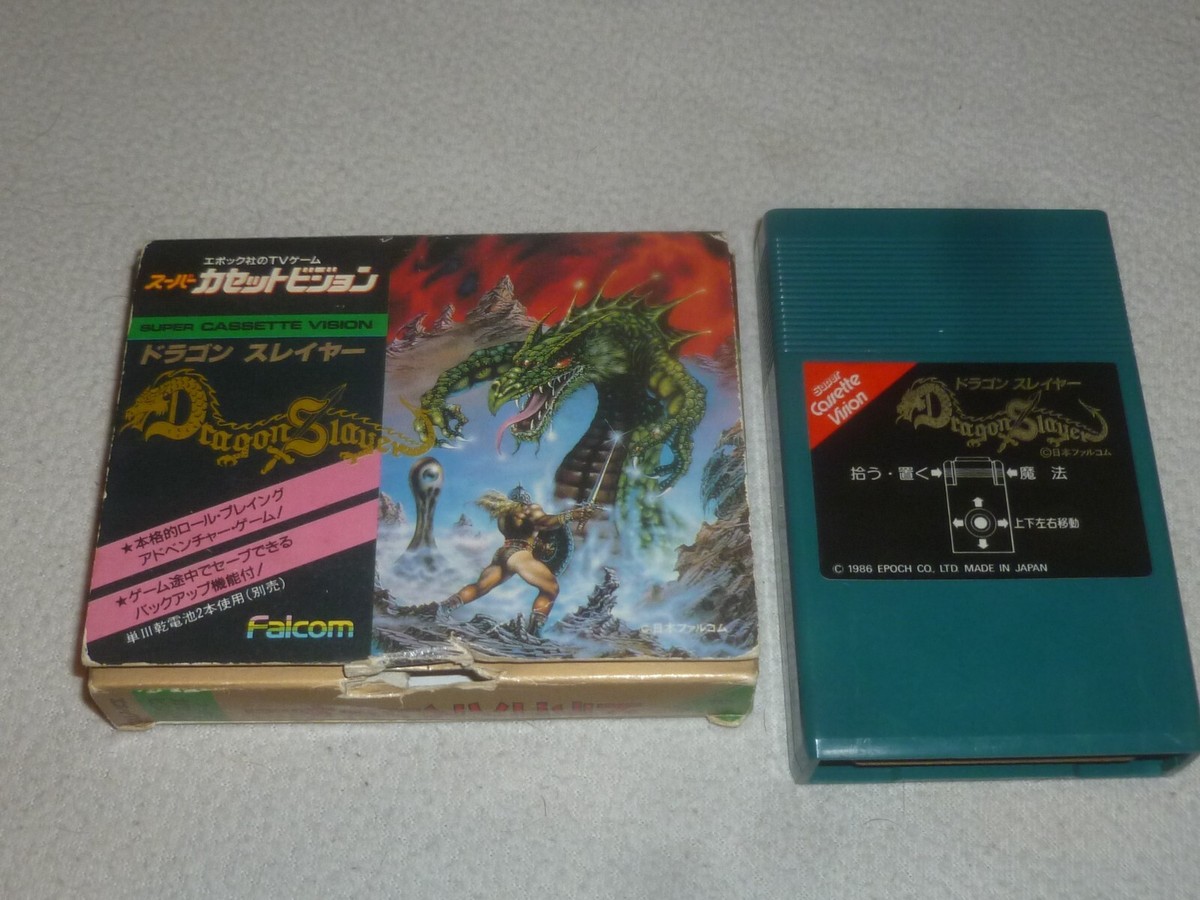 エポック社のTVゲーム
スーパー カセットビジョン
SUPER CASSETTE VISION
ドラゴン スレイヤー
Dragon Slayer
★本格的ロール・プレイング
アドベンチャー・ゲーム!
★ゲーム途中でセーブできる
バックアップ機能付!
単III乾電池2本使用(別売)
Falcom
©日本ファルコム
Super
Cassette
Vision
ドラゴン スレイヤー
Dragon Slayer
©日本ファルコム
拾う・置く
魔法
上下左右移動
© 1986 EPOCH CO., LTD. MADE IN JAPAN